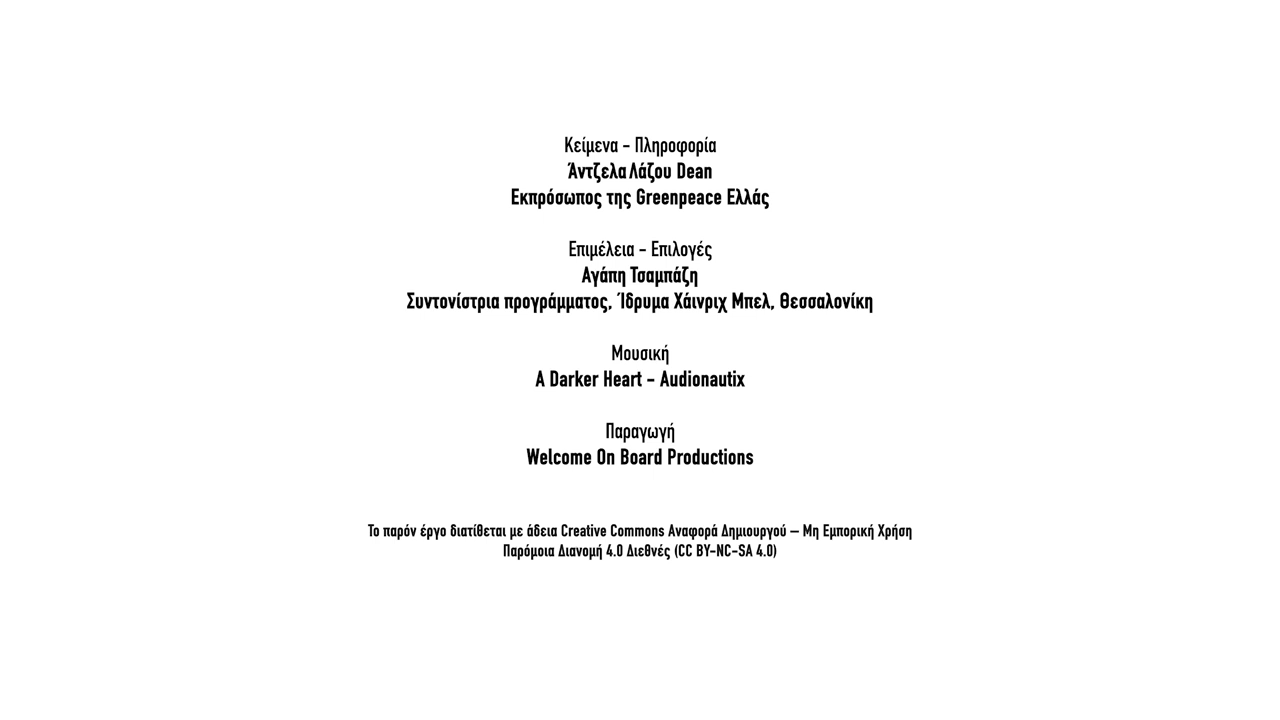 Κείμενα - Πληροφορία
Άντζελα Λάζου Dean
Εκπρόσωπος της Greenpeace Ελλάς
Επιμέλεια - Επιλογές
Αγάπη Τσαμπάζη
Συντονίστρια προγράμματος, Ίδρυμα Χάινριχ Μπελ, Θεσσαλονίκη
Μουσική
A Darker Heart - Audionautix
Παραγωγή
Welcome On Board Productions
Το παρόν έργο διατίθεται με άδεια Creative Commons Αναφορά Δημιουργού – Μη Εμπορική Χρήση
Παρόμοια Διανομή 4.0 Διεθνές (CC BY-NC-SA 4.0)